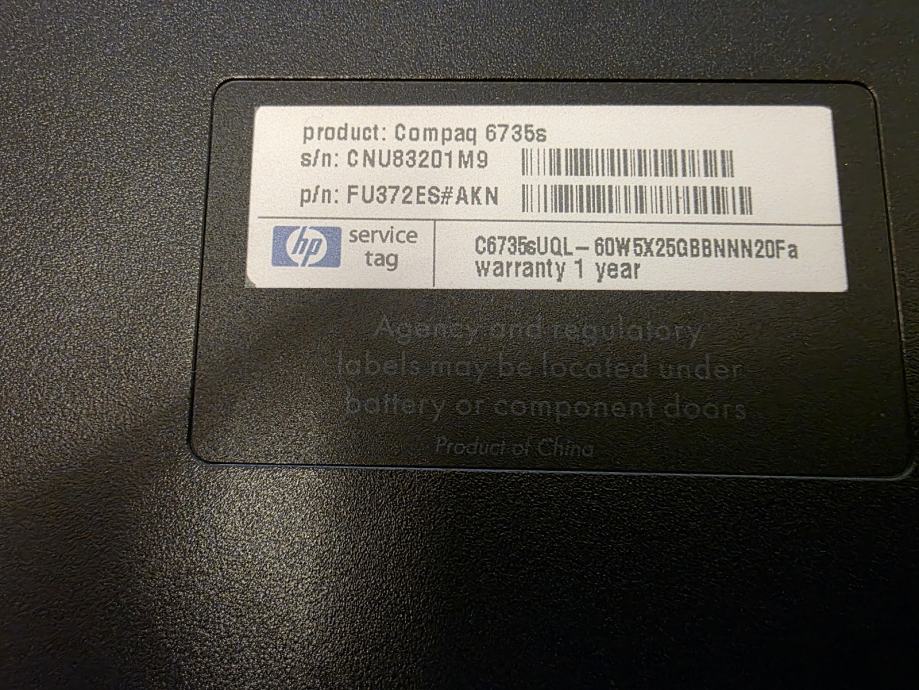 product: Compaq 6735s
s/n: CNU83201M9
p/n: FU372ES#AKN
hp service tag
C6735sUQL-60W5X25GBBNNN20Fa
warranty 1 year
Agency and regulatory
labels may be located under
battery or component doors
Product of China